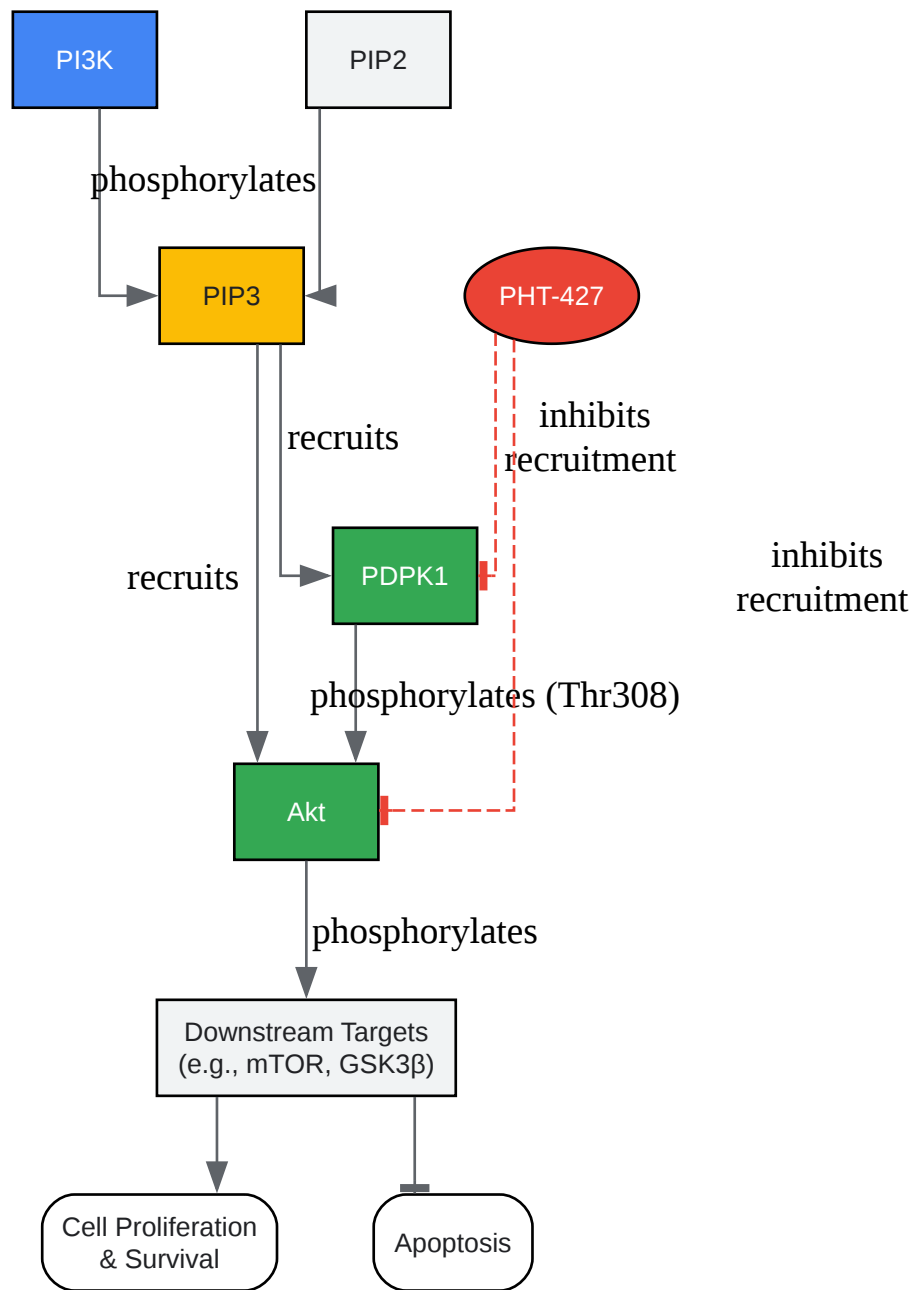 PI3K
PIP2
phosphorylates
PIP3
PHT-427
recruits
inhibits
recruitment
recruits
PDPK1
inhibits
recruitment
phosphorylates (Thr308)
Akt
phosphorylates
Downstream Targets
(e.g., mTOR, GSK3β)
Cell Proliferation
& Survival
Apoptosis